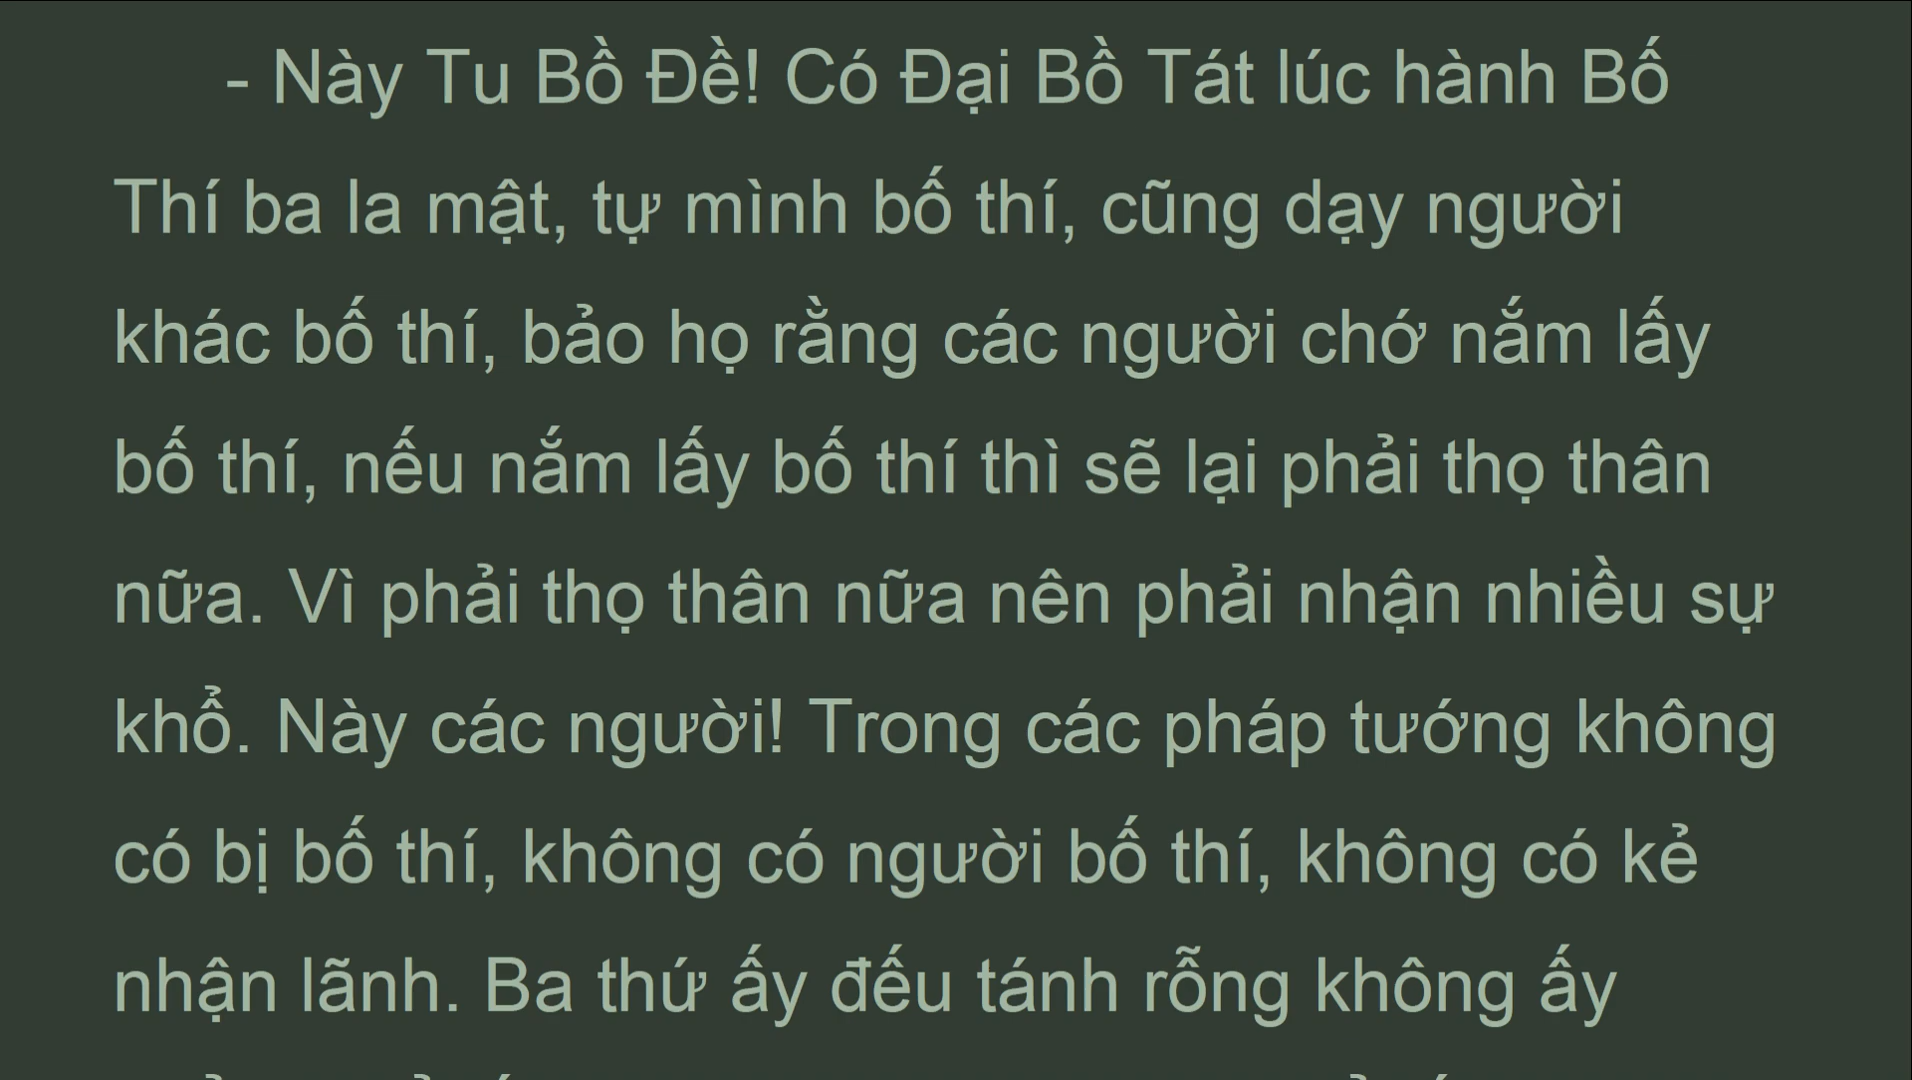 - Này Tu Bồ Đề! Có Đại Bồ Tát lúc hành Bố
Thí ba la mật, tự mình bố thí, cũng dạy người
khác bố thí, bảo họ rằng các người chớ nắm lấy
bố thí, nếu nắm lấy bố thí thì sẽ lại phải thọ thân
nữa. Vì phải thọ thân nữa nên phải nhận nhiều sự
khổ. Này các người! Trong các pháp tướng không
có bị bố thí, không có người bố thí, không có kẻ
nhận lãnh. Ba thứ ấy đếu tánh rỗng không ấy